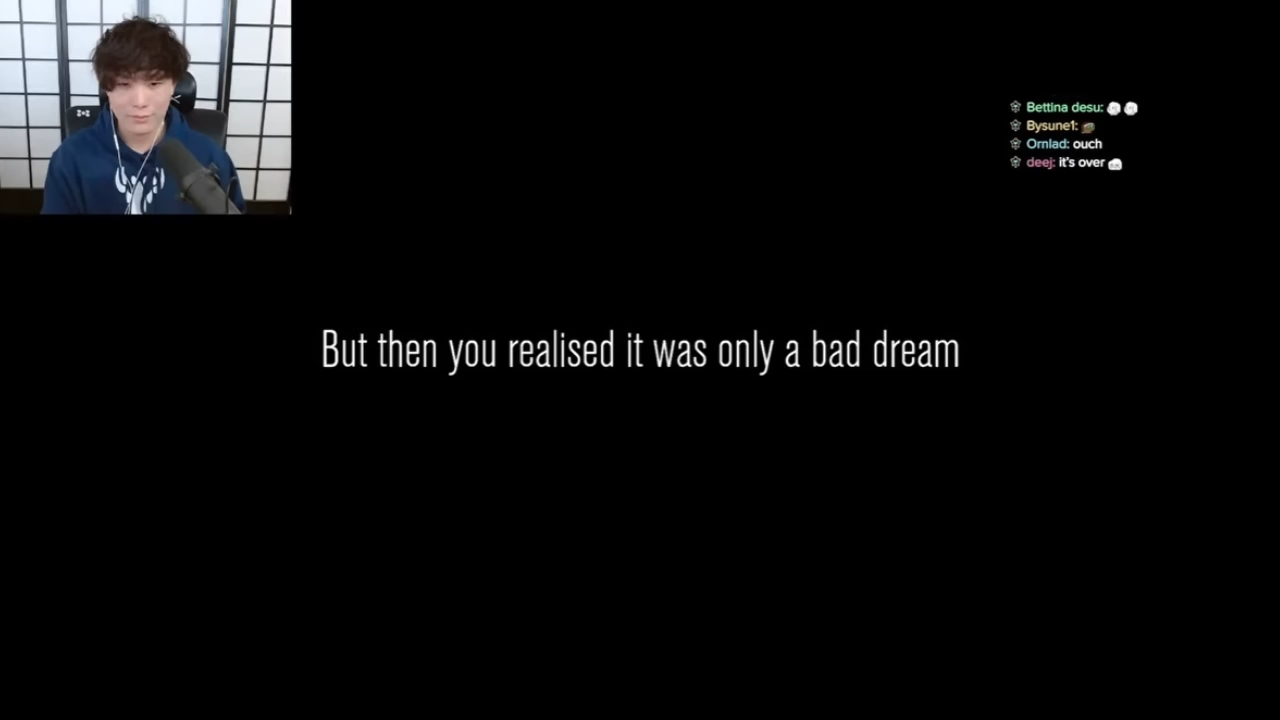 Bettina desu:
Bysune1:
Ornlad: ouch
deej: it's over
But then you realised it was only a bad dream